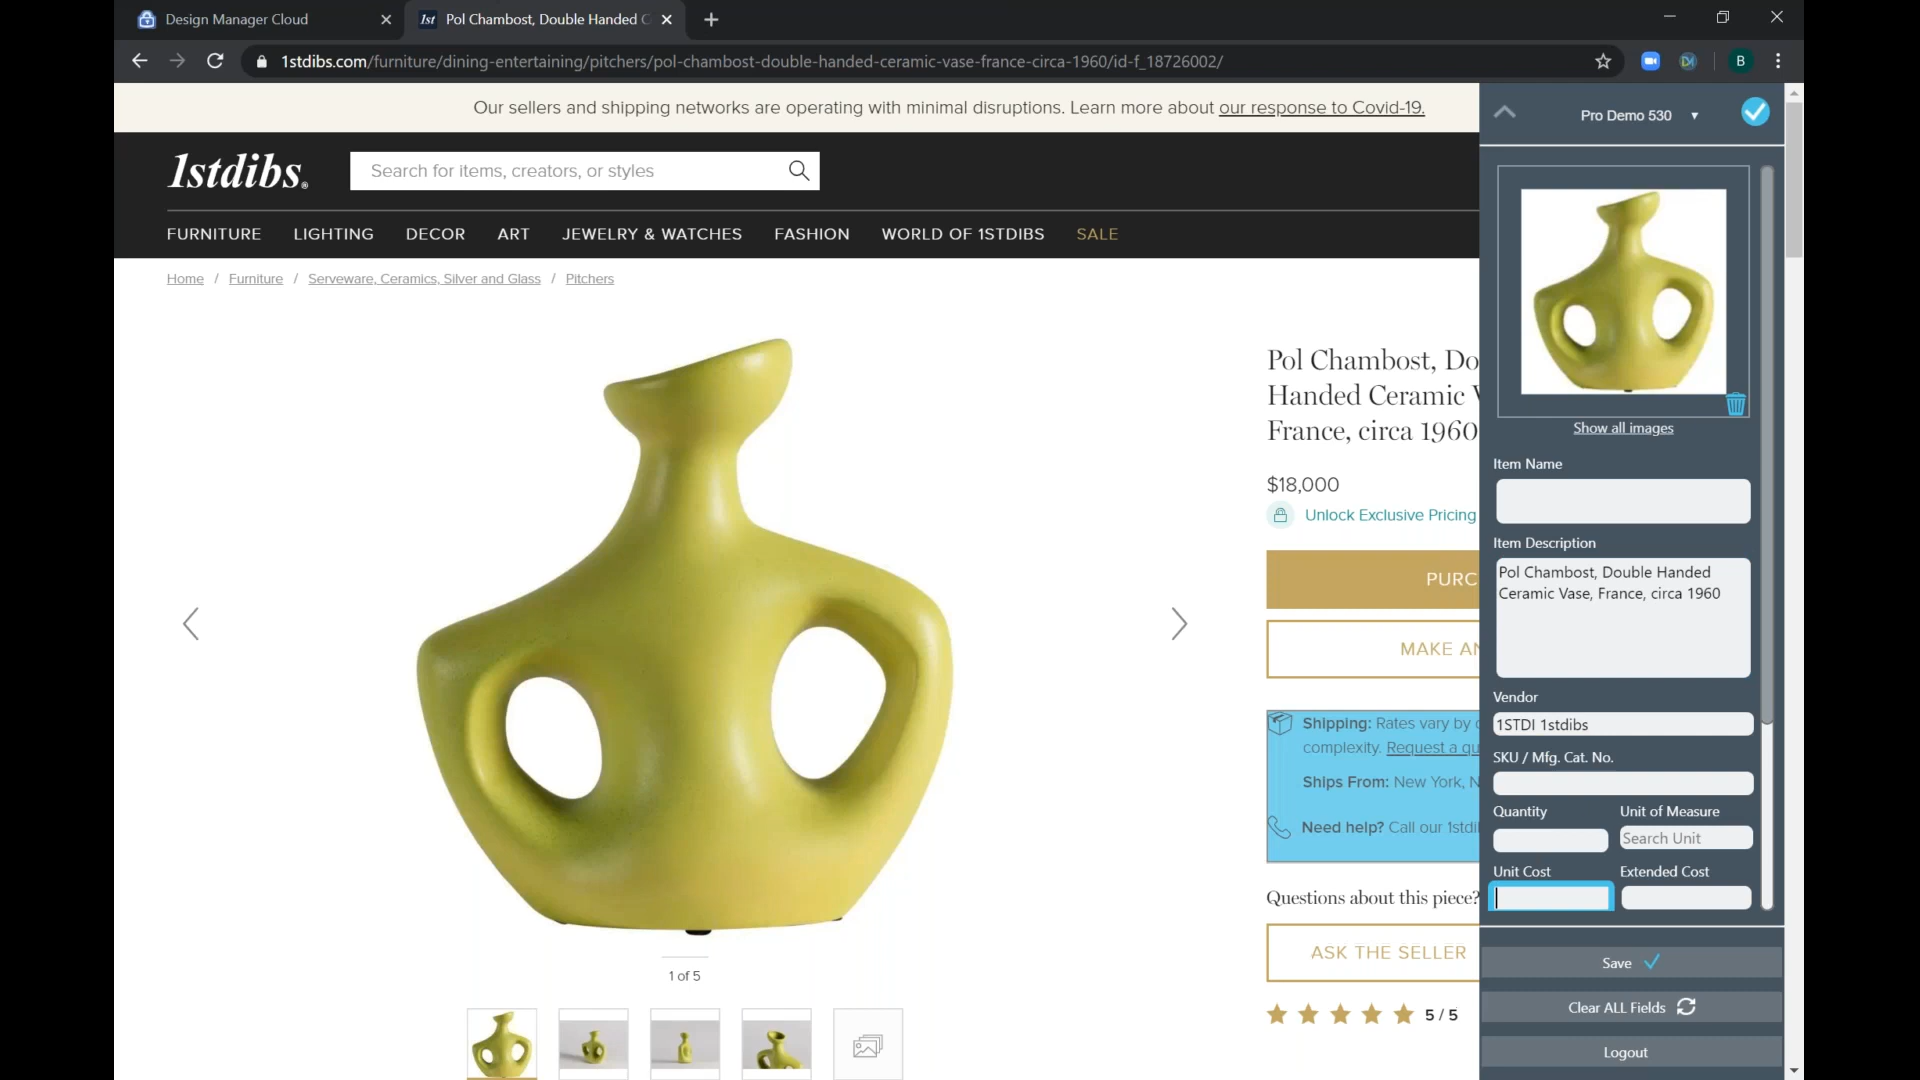 Design Manager Cloud
1st Pol Chambost, Double Handed C
1stdibs.com/furniture/dining-entertaining/pitchers/pol-chambost-double-handed-ceramic-vase-france-circa-1960/id-f_18726002/
B
Our sellers and shipping networks are operating with minimal disruptions. Learn more about our response to Covid-19.
1stdibs®
Search for items, creators, or styles
FURNITURE LIGHTING DECOR ART JEWELRY & WATCHES FASHION WORLD OF 1STDIBS SALE
Home / Furniture / Serveware, Ceramics, Silver and Glass / Pitchers
1 of 5
Pol Chambost, Do
Handed Ceramic V
France, circa 1960
$18,000
Unlock Exclusive Pricing
PURC
MAKE AN
Shipping: Rates vary by
complexity. Request a qu
Ships From: New York, N
Need help? Call our 1stdi
Questions about this piece?
ASK THE SELLER
5 / 5
Pro Demo 530
Show all images
Item Name
Item Description
Pol Chambost, Double Handed
Ceramic Vase, France, circa 1960
Vendor
1STDI 1stdibs
SKU / Mfg. Cat. No.
Quantity Unit of Measure
Search Unit
Unit Cost Extended Cost
Save
Clear ALL Fields
Logout